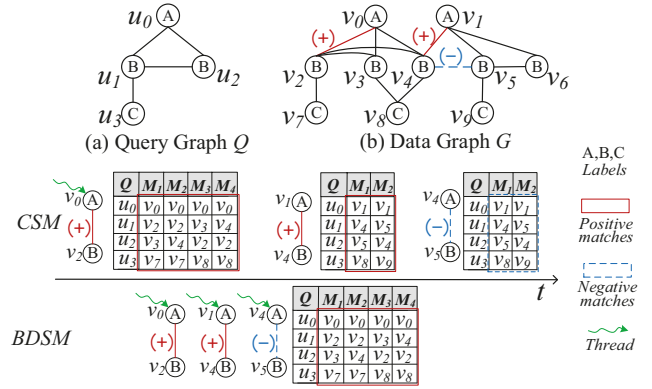 u0 A
u1 B B u2
u3 C
(a) Query Graph Q
v0 A v1 A
(+) (+) (−)
v2 B v3 B v4 B B v5 B v6
v7 C v8 C v9 C
(b) Data Graph G
CSM
v0 A
(+)
v2 B
Q M1 M2 M3 M4
u0 v0 v0 v0 v0
u1 v2 v2 v3 v4
u2 v3 v4 v2 v2
u3 v7 v7 v8 v8
v1 A
(+)
v4 B
Q M1 M2
u0 v1 v1
u1 v4 v5
u2 v5 v4
u3 v8 v9
v4 A
(−)
v5 B
Q M1 M2
u0 v1 v1
u1 v4 v5
u2 v5 v4
u3 v8 v9
t
BDSM
v0 A v1 A v4 A
(+) (+) (−)
v2 B v4 B v5 B
Q M1 M2 M3 M4
u0 v0 v0 v0 v0
u1 v2 v2 v3 v4
u2 v3 v4 v2 v2
u3 v7 v7 v8 v8
A,B,C
Labels
Positive
matches
Negative
matches
Thread